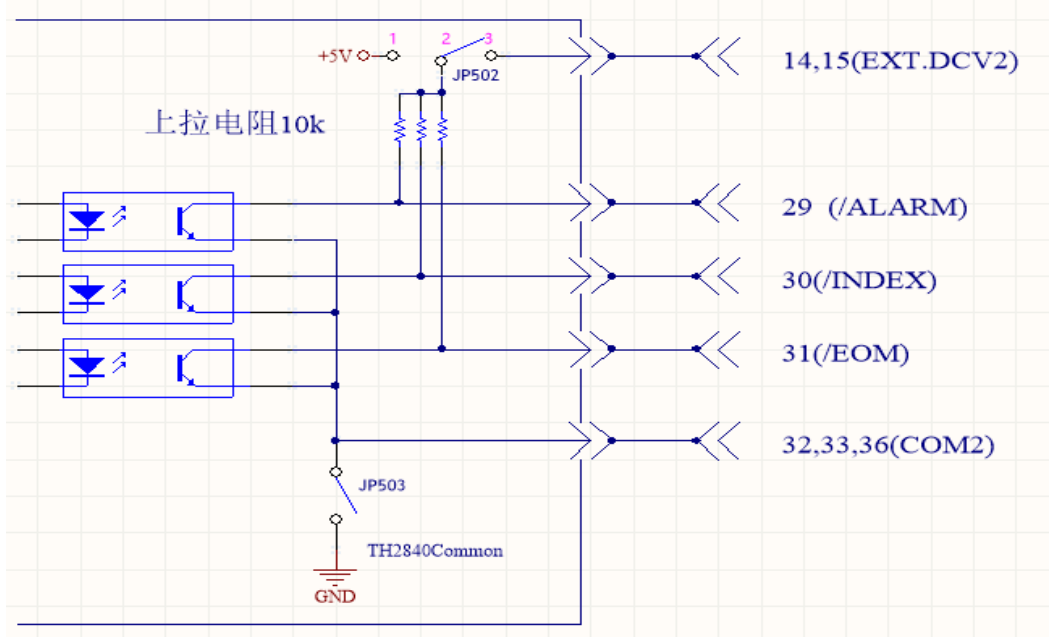 1 2 3
+5V
JP502
14,15(EXT.DCV2)
上拉电阻10k
29 (/ALARM)
30(/INDEX)
31(/EOM)
32,33,36(COM2)
JP503
TH2840Common
GND